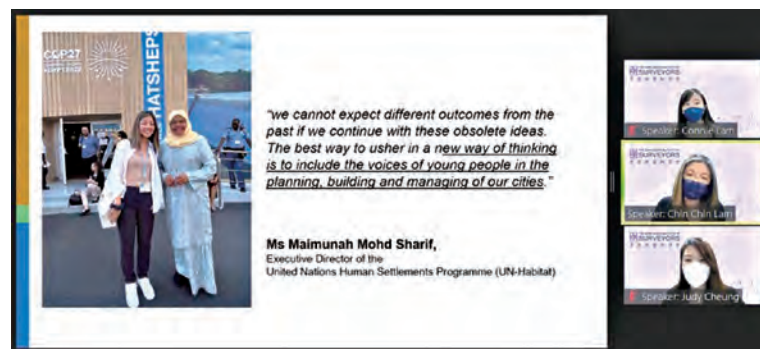 COP27
HATSHEPS
"we cannot expect different outcomes from the
past if we continue with these obsolete ideas.
The best way to usher in a new way of thinking
is to include the voices of young people in the
planning, building and managing of our cities."
Ms Maimunah Mohd Sharif,
Executive Director of the
United Nations Human Settlements Programme (UN-Habitat)
SURVEYORS
Speaker: Connie Lam
SURVEYORS
Speaker: Chin Chin Lam
SURVEYORS
Speaker: Judy Cheung